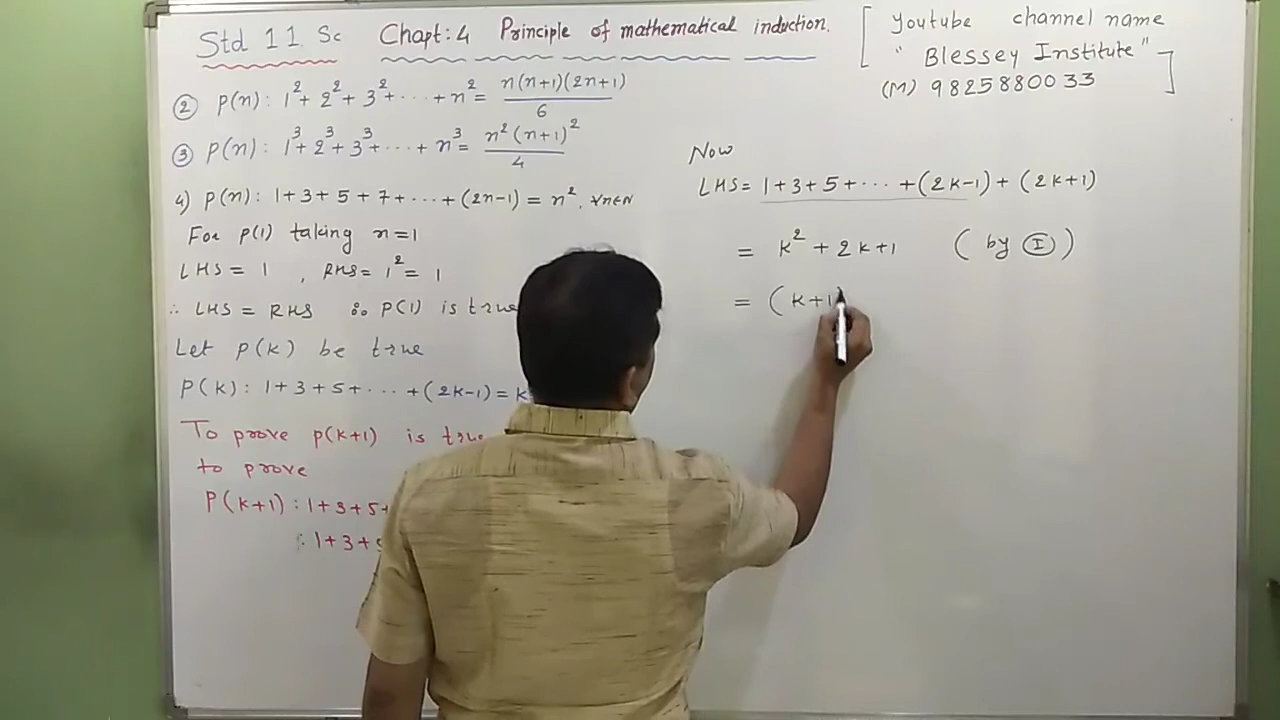 Std 11. Sc Chapt: 4 Principle of mathematical induction.
[ Youtube channel name
" Blessey Institute"
(M) 9825880033 ]
② P(n): 1²+ 2²+ 3²+ ··· + n² = n(n+1)(2n+1)/6
③ P(n): 1³+2³+3³+ ··· + n³ = n²(n+1)²/4
4) P(n): 1+3+5+7+ ··· +(2n-1) = n², ∀n∈N
For P(1) taking n=1
LHS = 1 , RHS = 1² = 1
∴ LHS = RHS ∴ P(1) is true
Let P(k) be true
P(k): 1+3+5+ ··· +(2k-1) = k
To prove P(k+1) is true
to prove
P(k+1) : 1+3+5+
: 1+3+5
Now
LHS = 1+3+5+ ··· +(2k-1)+ (2k+1)
= k² + 2k+1 ( by Ⓘ )
= (k+1)